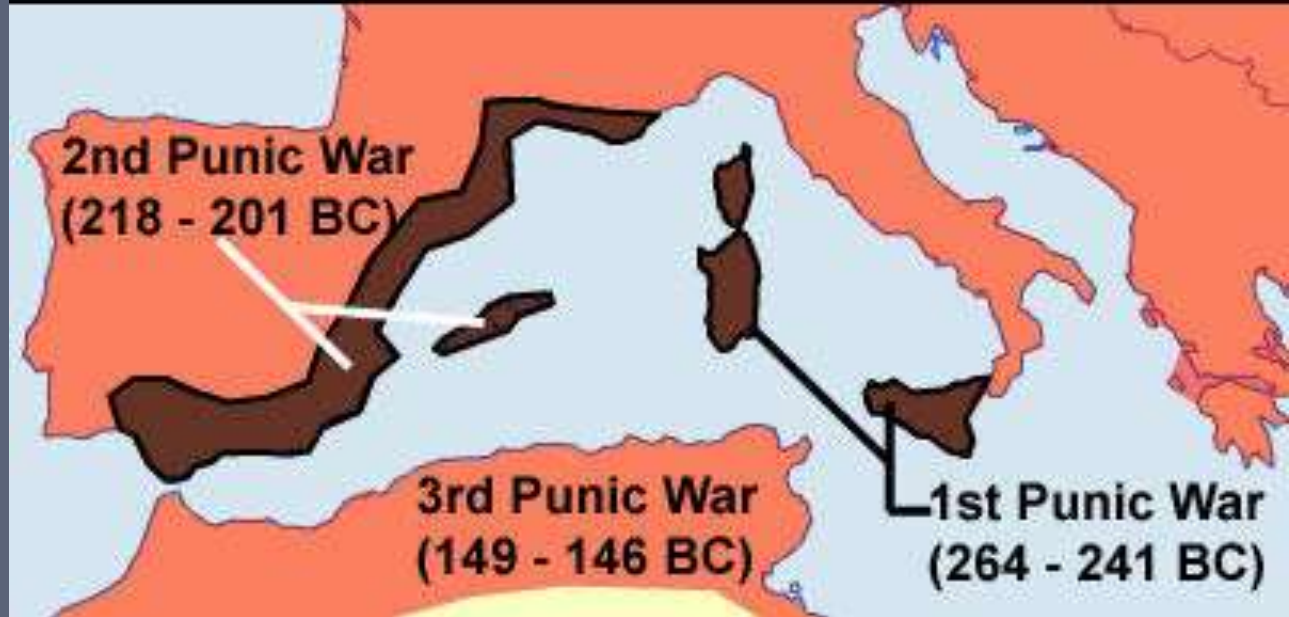 2nd Punic War
(218 - 201 BC)
3rd Punic War
(149 - 146 BC)
1st Punic War
(264 - 241 BC)